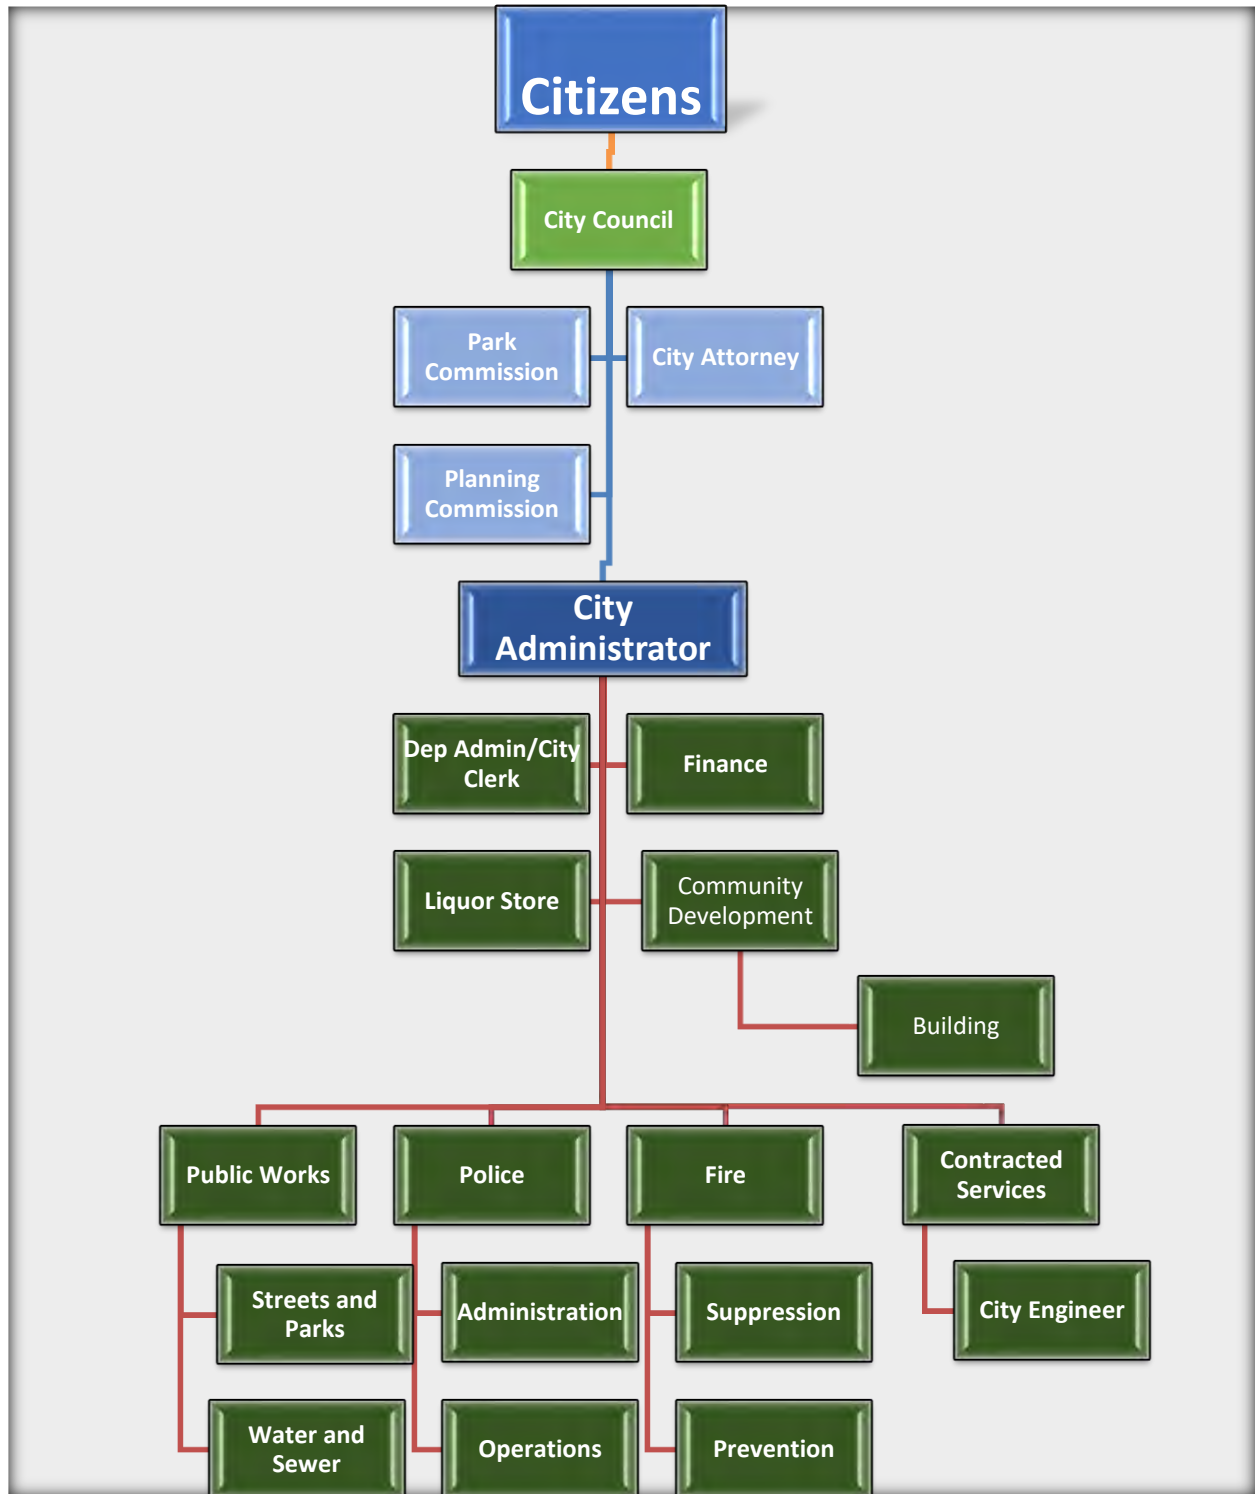 Citizens
City Council
Park
Commission
City Attorney
Planning
Commission
City
Administrator
Dep Admin/City
Clerk
Finance
Liquor Store
Community
Development
Building
Public Works
Police
Fire
Contracted
Services
Streets and
Parks
Administration
Suppression
City Engineer
Water and
Sewer
Operations
Prevention